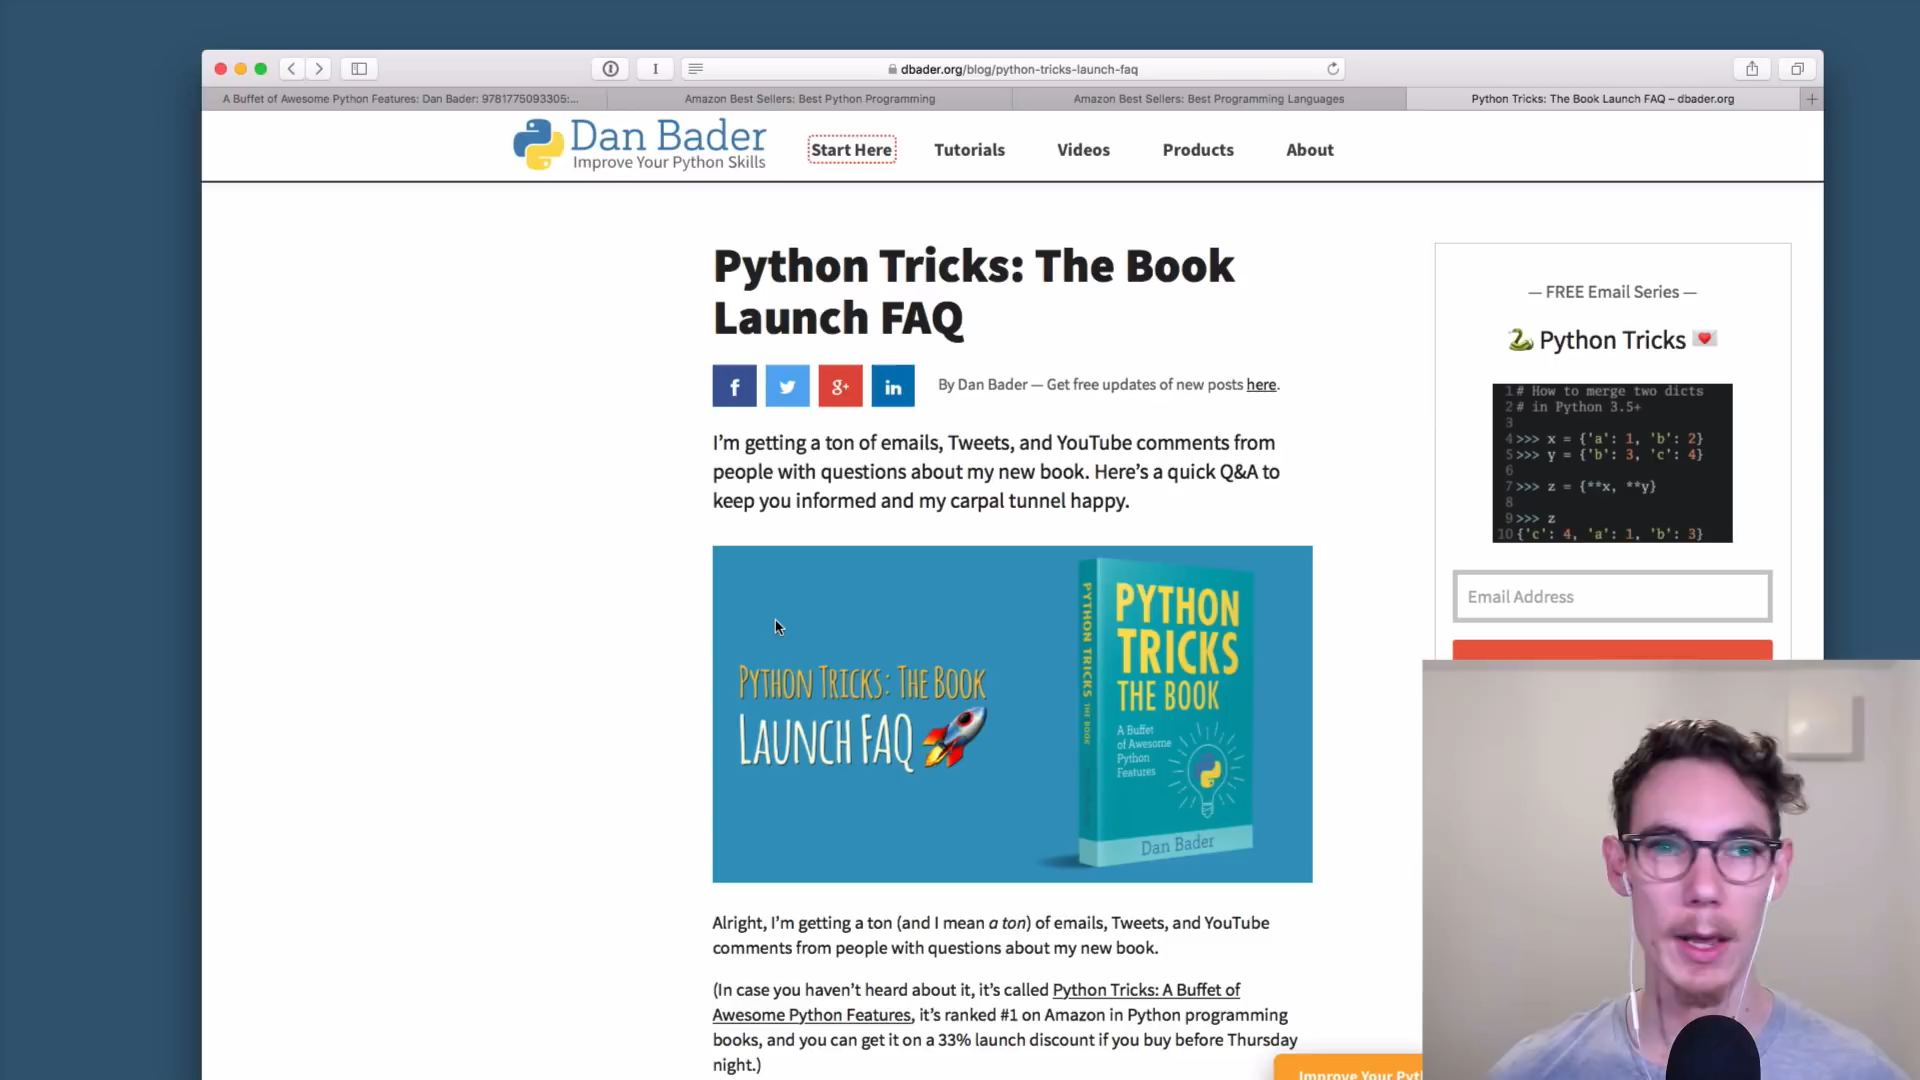 dbader.org/blog/python-tricks-launch-faq
A Buffet of Awesome Python Features: Dan Bader: 9781775093305:...
Amazon Best Sellers: Best Python Programming
Amazon Best Sellers: Best Programming Languages
Python Tricks: The Book Launch FAQ – dbader.org
Dan Bader
Improve Your Python Skills
Start Here
Tutorials
Videos
Products
About
Python Tricks: The Book
Launch FAQ
By Dan Bader — Get free updates of new posts here.
I'm getting a ton of emails, Tweets, and YouTube comments from
people with questions about my new book. Here's a quick Q&A to
keep you informed and my carpal tunnel happy.
PYTHON TRICKS: THE BOOK
LAUNCH FAQ
PYTHON TRICKS THE BOOK
PYTHON
TRICKS
THE BOOK
A Buffet
of Awesome
Python
Features
Dan Bader
Alright, I'm getting a ton (and I mean a ton) of emails, Tweets, and YouTube
comments from people with questions about my new book.
(In case you haven't heard about it, it's called Python Tricks: A Buffet of
Awesome Python Features, it's ranked #1 on Amazon in Python programming
books, and you can get it on a 33% launch discount if you buy before Thursday
night.)
— FREE Email Series —
Python Tricks
1 # How to merge two dicts
2 # in Python 3.5+
3
4 >>> x = {'a': 1, 'b': 2}
5 >>> y = {'b': 3, 'c': 4}
6
7 >>> z = {**x, **y}
8
9 >>> z
10 {'c': 4, 'a': 1, 'b': 3}
Email Address
Improve Your Pyt